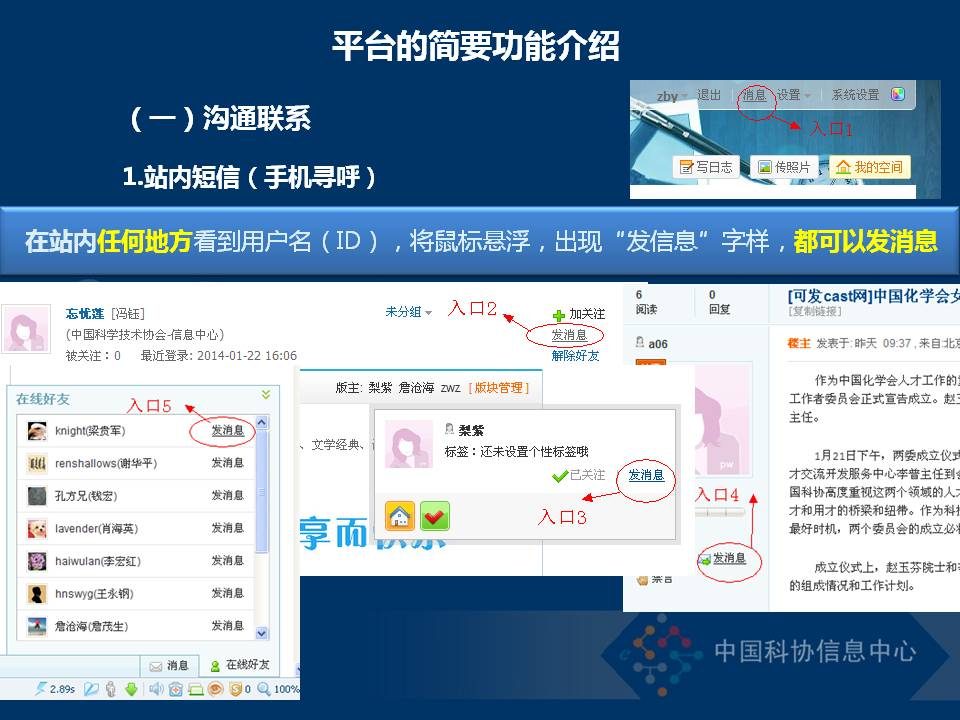 平台的简要功能介绍
（一）沟通联系
1.站内短信（手机寻呼）
zby 退出 消息 设置 系统设置
入口1
写日志 传照片 我的空间
在站内任何地方看到用户名（ID），将鼠标悬浮，出现“发信息”字样，都可以发消息
忘忧莲 [冯钰]
(中国科学技术协会-信息中心)
被关注：0 最近登录: 2014-01-22 16:06
未分组 入口2
加关注
发消息
解除好友
6 0
阅读 回复
[可发cast网]中国化学会女
[复制链接]
a06
楼主 发表于: 昨天 09:37 , 来自:北京
作为中国化学会人才工作的
工作者委员会正式宣告成立。赵玉
主任。
1月21日下午，两委成立仪式
才交流开发服务中心李普主任到会
国科协高度重视这两个领域的人才
才和用才的桥梁和纽带。作为科技
最好时机，两个委员会的成立必将
成立仪式上，赵玉芬院士和
的组成情况和工作计划。
pw
入口4
发消息
禁言
版主: 梨紫 詹沧海 zwz [版块管理]
、文学经典、
梨紫
标签：还未设置个性标签哦
已关注 发消息
入口3
享而快乐
在线好友
入口5
knight(梁贵军) 发消息
renshallows(谢华平) 发消息
孔方兄(钱宏) 发消息
lavender(肖海英) 发消息
haiwulan(李宏红) 发消息
hnswyg(王永钢) 发消息
詹沧海(詹茂生) 发消息
消息 在线好友
2.89s 0 100%
中国科协信息中心